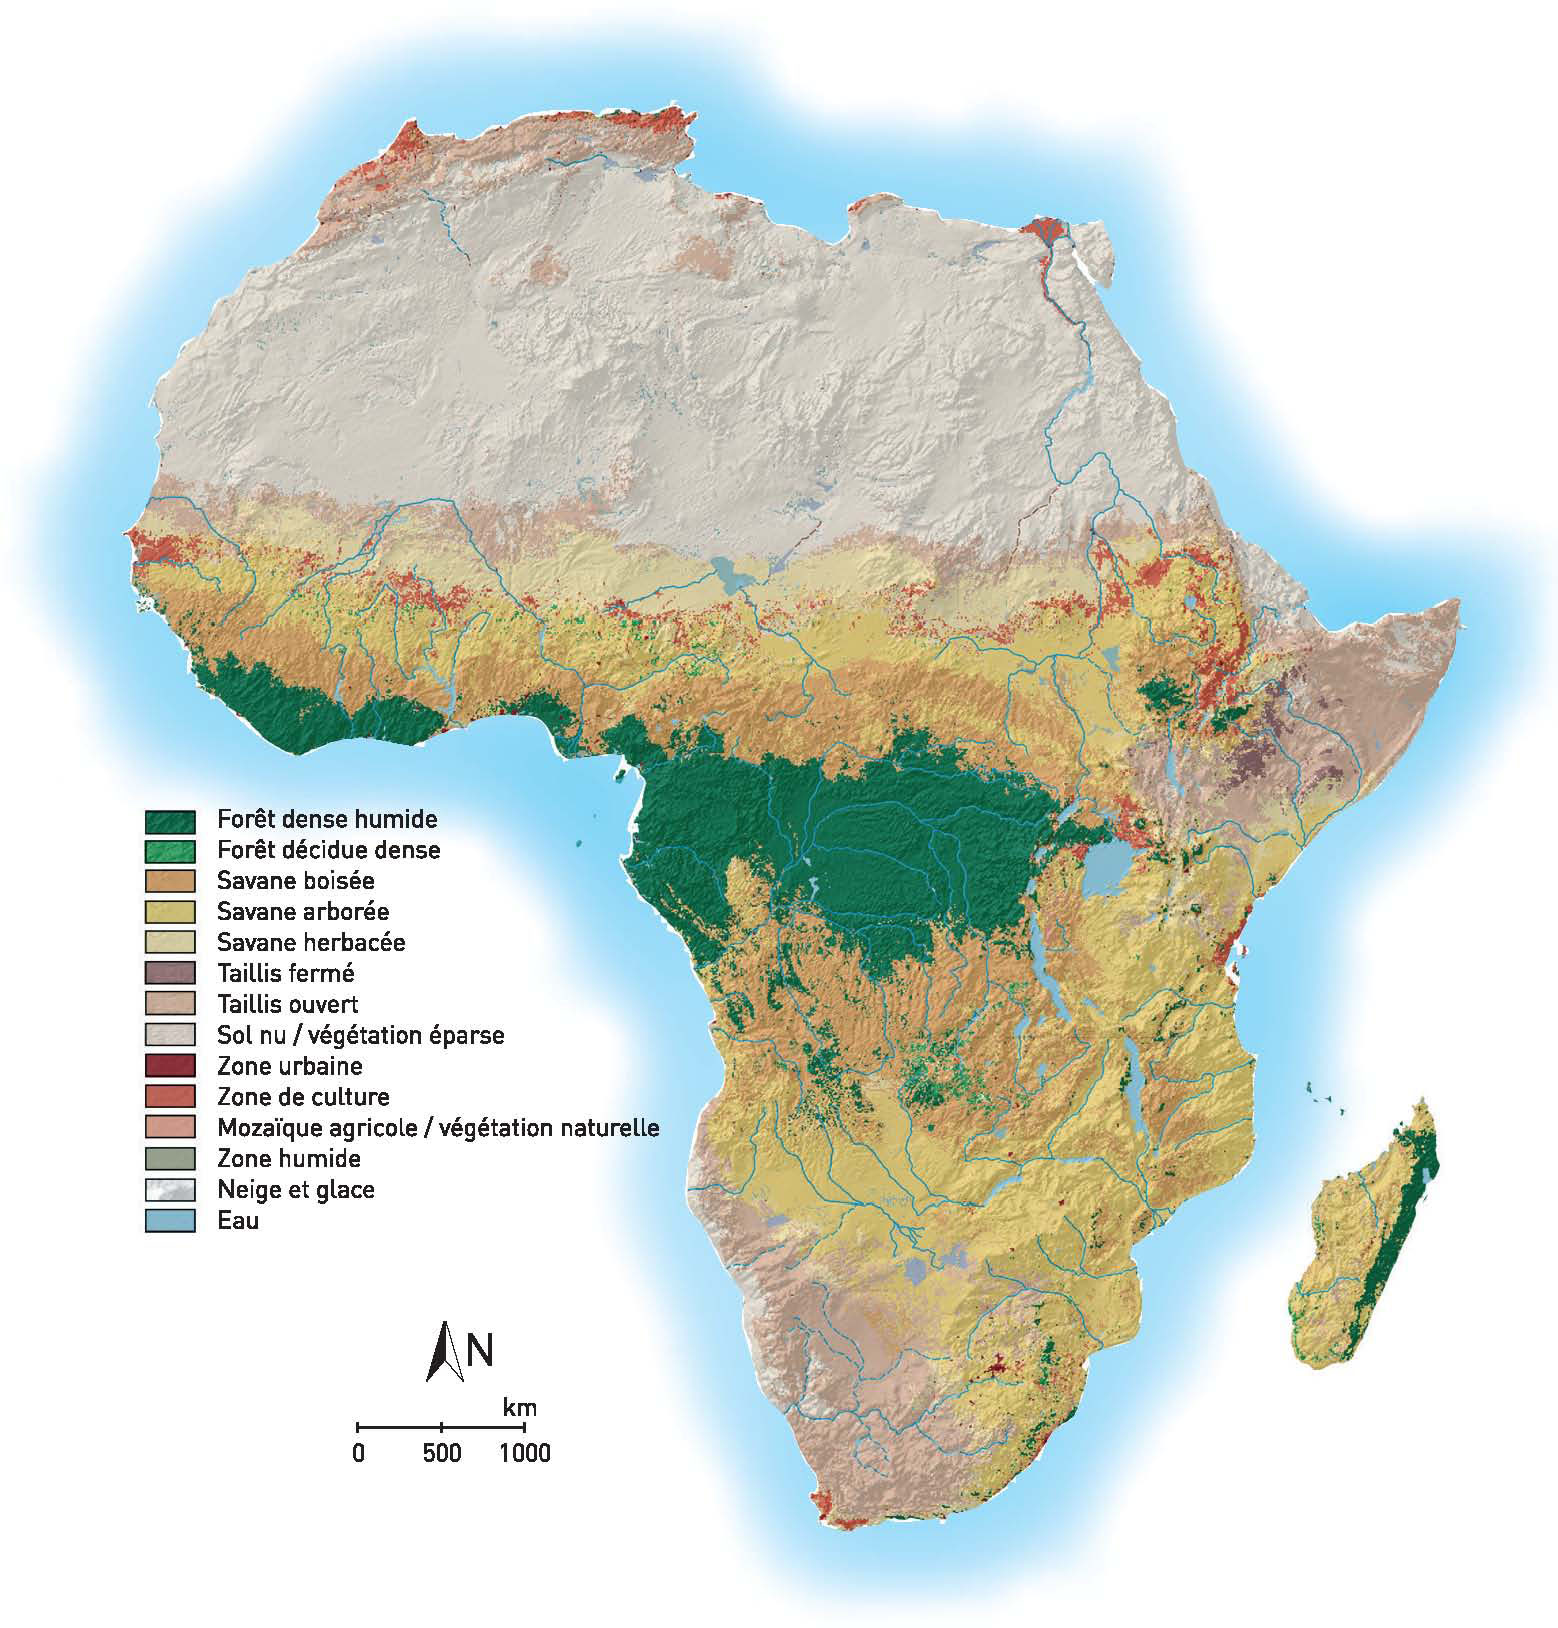 Forêt dense humide
Forêt décidue dense
Savane boisée
Savane arborée
Savane herbacée
Taillis fermé
Taillis ouvert
Sol nu / végétation éparse
Zone urbaine
Zone de culture
Mozaïque agricole / végétation naturelle
Zone humide
Neige et glace
Eau
N
km
0 500 1000